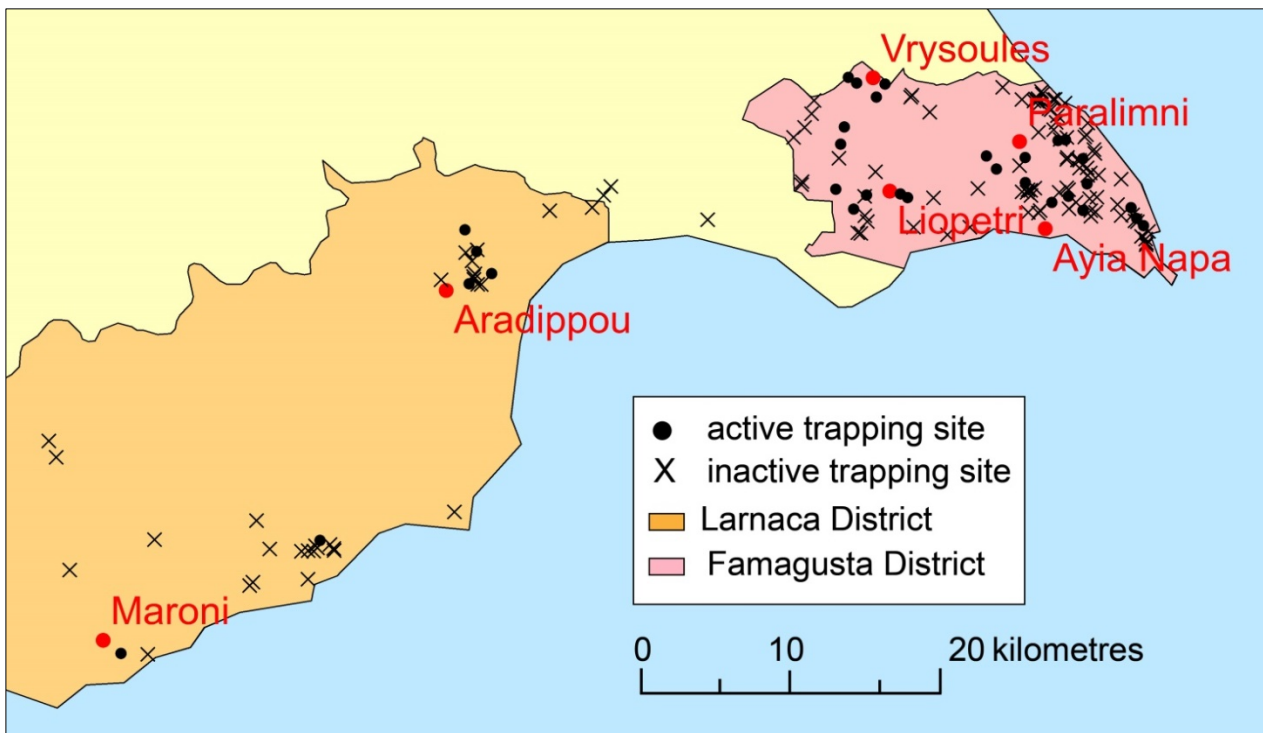 Vrysoules
Paralimni
Liopetri
Ayia Napa
Aradippou
active trapping site
inactive trapping site
Larnaca District
Famagusta District
Maroni
0 10 20 kilometres